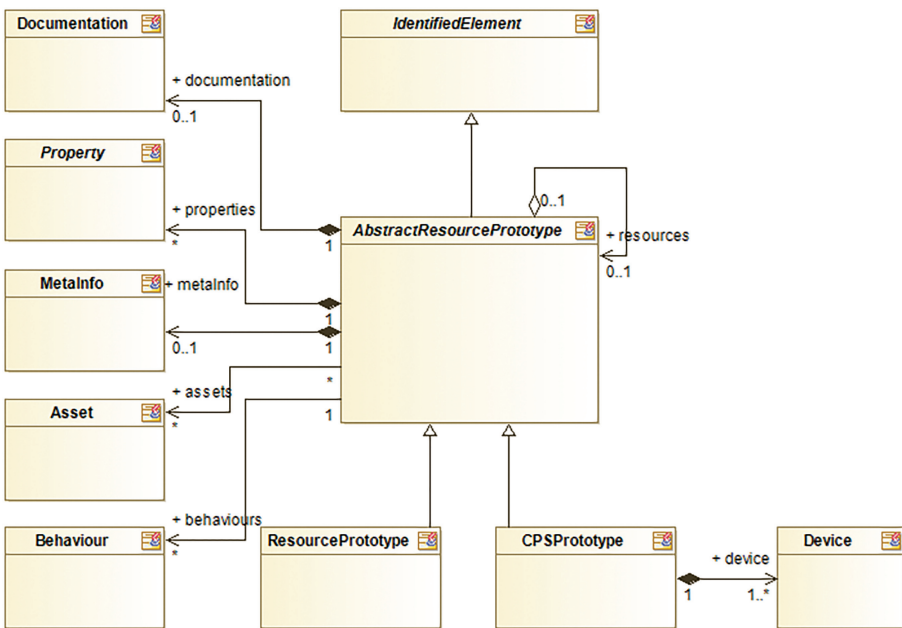 Documentation
IdentifiedElement
+ documentation
0..1
Property
+ properties
*
0..1
AbstractResourcePrototype
+ resources
0..1
1
MetaInfo
+ metaInfo
1
0..1
1
*
+ assets
Asset
*
1
+ behaviours
Behaviour
*
ResourcePrototype
CPSPrototype
Device
+ device
1
1..*